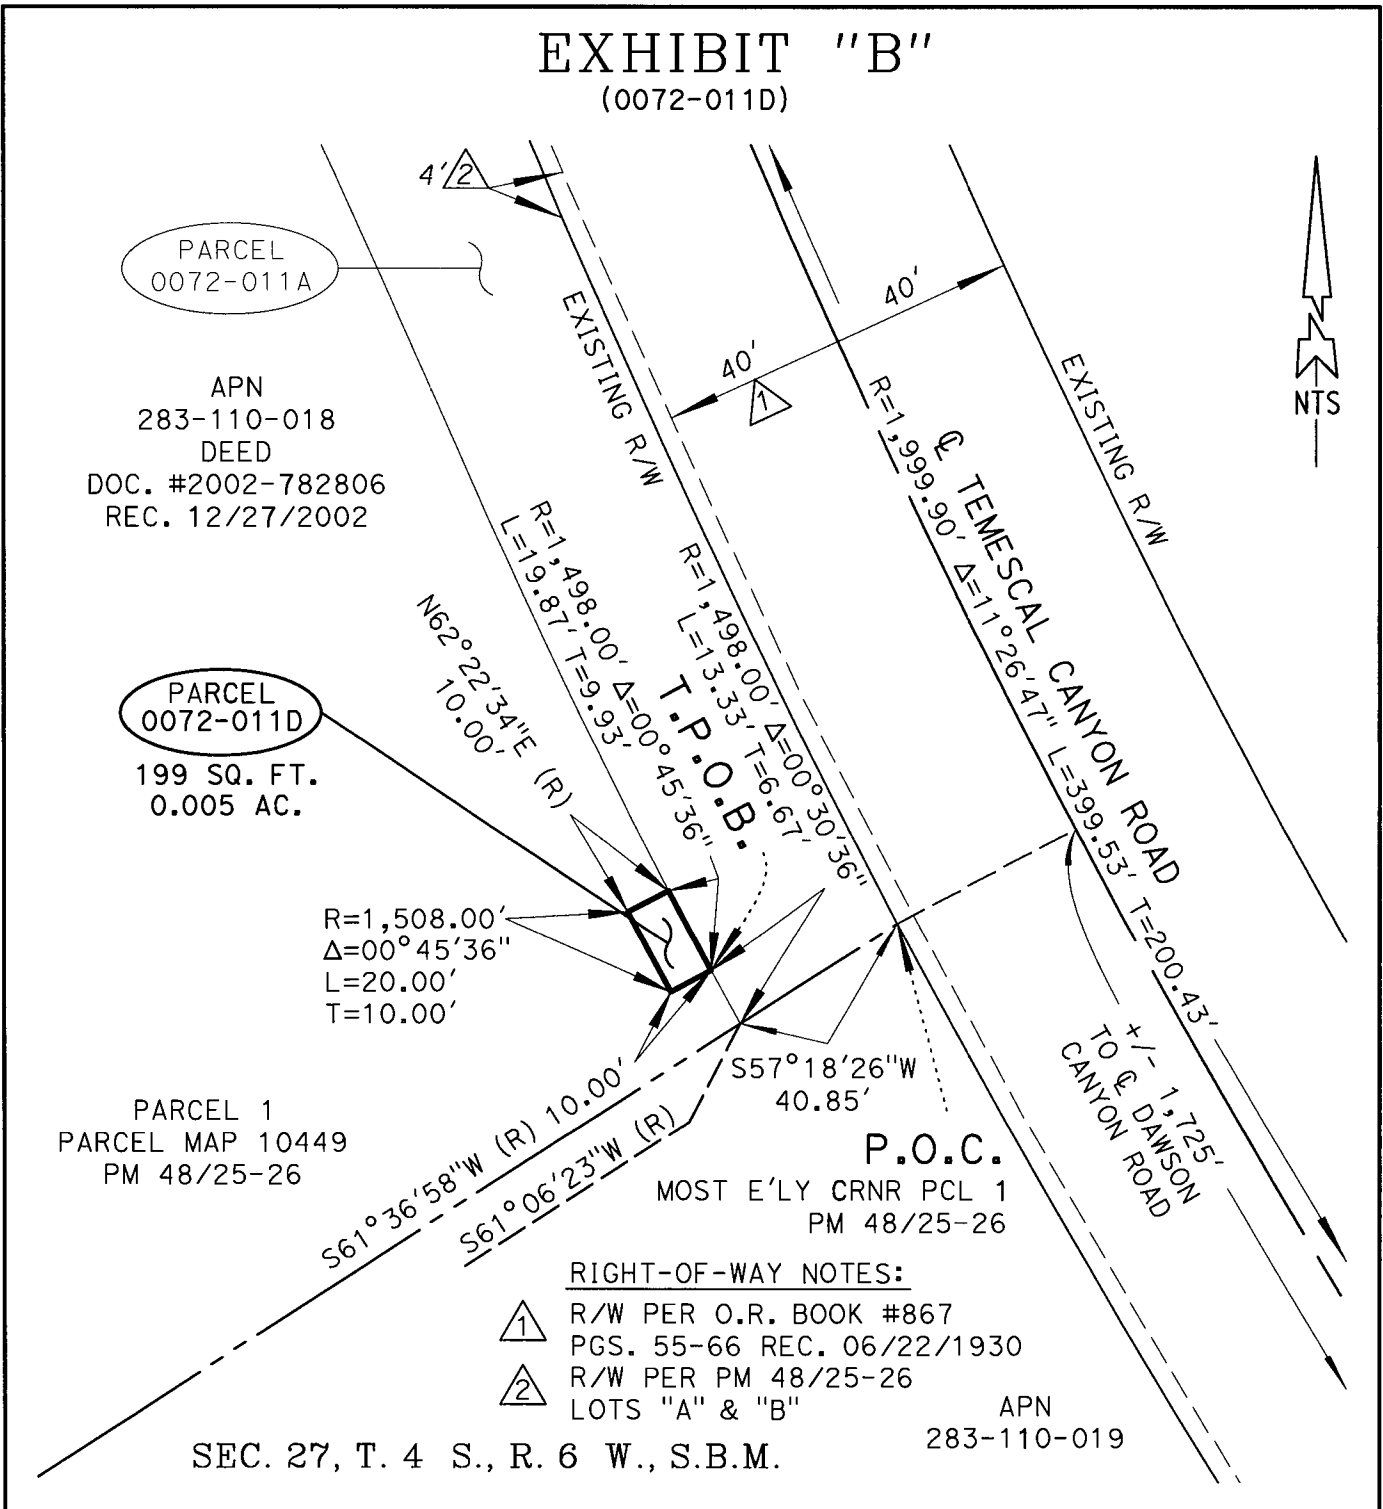 EXHIBIT "B"
(0072-011D)
4' 2
PARCEL
0072-011A
APN
283-110-018
DEED
DOC. #2002-782806
REC. 12/27/2002
EXISTING R/W
40'
40'
1
EXISTING R/W
NTS
℄ TEMESCAL CANYON ROAD
R=1,999.90' Δ=11°26'47" L=399.53' T=200.43'
R=1,498.00' Δ=00°45'36"
L=19.87' T=9.93'
R=1,498.00' Δ=00°30'36"
L=13.33' T=6.67'
T.P.O.B.
N62°22'34"E (R)
10.00'
PARCEL
0072-011D
199 SQ. FT.
0.005 AC.
R=1,508.00'
Δ=00°45'36"
L=20.00'
T=10.00'
S57°18'26"W
40.85'
+/- 1,725'
TO ℄ DAWSON
CANYON ROAD
PARCEL 1
PARCEL MAP 10449
PM 48/25-26
S61°36'58"W (R) 10.00'
S61°06'23"W (R)
P.O.C.
MOST E'LY CRNR PCL 1
PM 48/25-26
RIGHT-OF-WAY NOTES:
1 R/W PER O.R. BOOK #867
PGS. 55-66 REC. 06/22/1930
2 R/W PER PM 48/25-26
LOTS "A" & "B"
APN
283-110-019
SEC. 27, T. 4 S., R. 6 W., S.B.M.